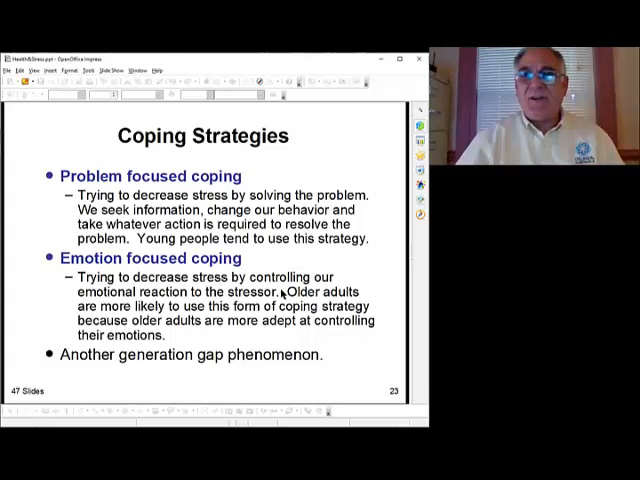 Health&Stress.ppt - OpenOffice Impress
File Edit View Insert Format Tools Slide Show Window Help
Coping Strategies
• Problem focused coping
– Trying to decrease stress by solving the problem.
We seek information, change our behavior and
take whatever action is required to resolve the
problem. Young people tend to use this strategy.
• Emotion focused coping
– Trying to decrease stress by controlling our
emotional reaction to the stressor. Older adults
are more likely to use this form of coping strategy
because older adults are more adept at controlling
their emotions.
• Another generation gap phenomenon.
47 Slides 23